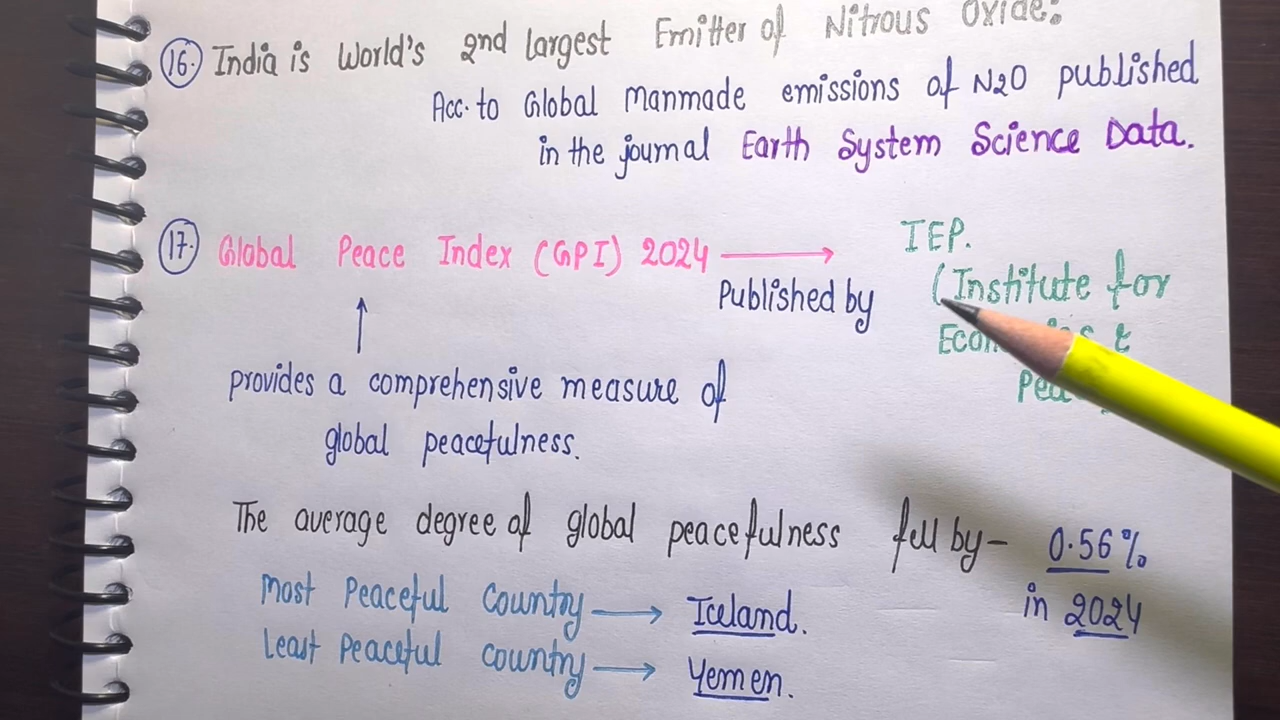 16. India is World's 2nd largest Emitter of Nitrous Oxide:
Acc. to Global Manmade emissions of N2O published
in the journal Earth System Science Data.
17. Global Peace Index (GPI) 2024 → IEP.
Published by (Institute for
&
provides a comprehensive measure of
global peacefulness.
The average degree of global peacefulness fell by- 0.56%
in 2024
Most Peaceful Country → Iceland.
Least Peaceful Country → Yemen.